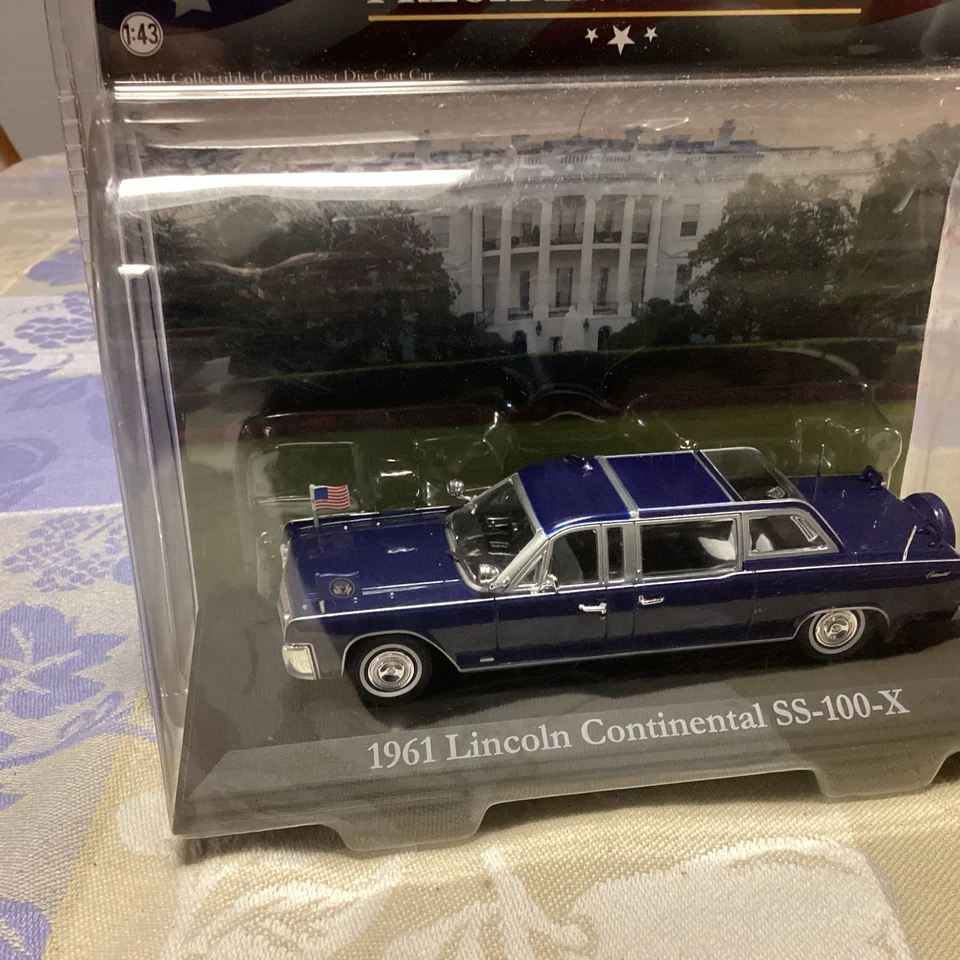 1:43
Adult Collectible | Contains: 1 Die-Cast Car
1961 Lincoln Continental SS-100-X